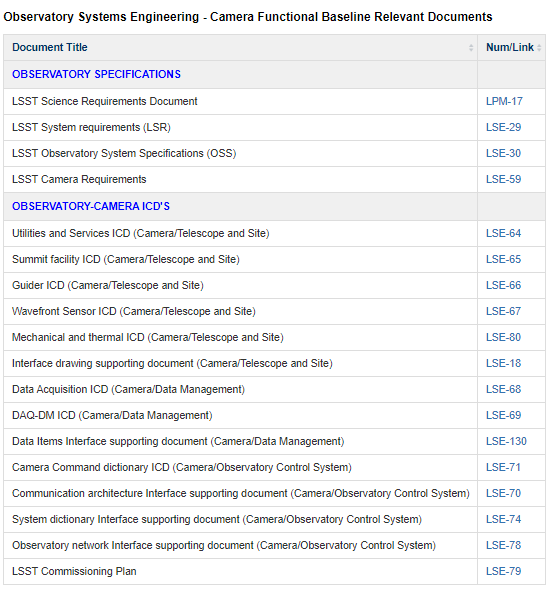 Observatory Systems Engineering - Camera Functional Baseline Relevant Documents
Document Title Num/Link
OBSERVATORY SPECIFICATIONS
LSST Science Requirements Document LPM-17
LSST System requirements (LSR) LSE-29
LSST Observatory System Specifications (OSS) LSE-30
LSST Camera Requirements LSE-59
OBSERVATORY-CAMERA ICD'S
Utilities and Services ICD (Camera/Telescope and Site) LSE-64
Summit facility ICD (Camera/Telescope and Site) LSE-65
Guider ICD (Camera/Telescope and Site) LSE-66
Wavefront Sensor ICD (Camera/Telescope and Site) LSE-67
Mechanical and thermal ICD (Camera/Telescope and Site) LSE-80
Interface drawing supporting document (Camera/Telescope and Site) LSE-18
Data Acquisition ICD (Camera/Data Management) LSE-68
DAQ-DM ICD (Camera/Data Management) LSE-69
Data Items Interface supporting document (Camera/Data Management) LSE-130
Camera Command dictionary ICD (Camera/Observatory Control System) LSE-71
Communication architecture Interface supporting document (Camera/Observatory Control System) LSE-70
System dictionary Interface supporting document (Camera/Observatory Control System) LSE-74
Observatory network Interface supporting document (Camera/Observatory Control System) LSE-78
LSST Commissioning Plan LSE-79